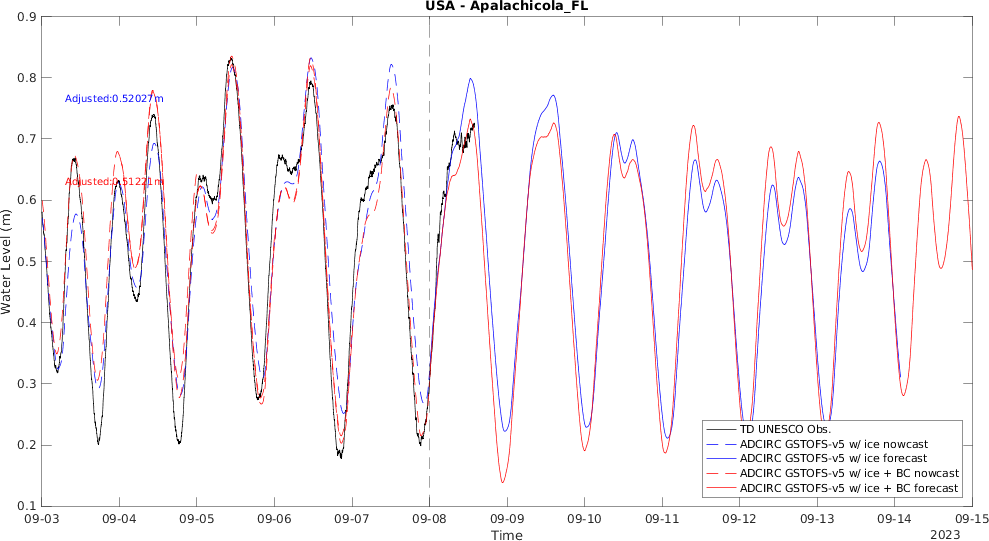 USA - Apalachicola_FL
0.9
0.8
Adjusted:0.52027m
0.7
Adjusted:0.51221m
0.6
Water Level (m)
0.5
0.4
0.3
0.2
0.1
TD UNESCO Obs.
ADCIRC GSTOFS-v5 w/ ice nowcast
ADCIRC GSTOFS-v5 w/ ice forecast
ADCIRC GSTOFS-v5 w/ ice + BC nowcast
ADCIRC GSTOFS-v5 w/ ice + BC forecast
09-03 09-04 09-05 09-06 09-07 09-08 09-09 09-10 09-11 09-12 09-13 09-14 09-15
Time
2023